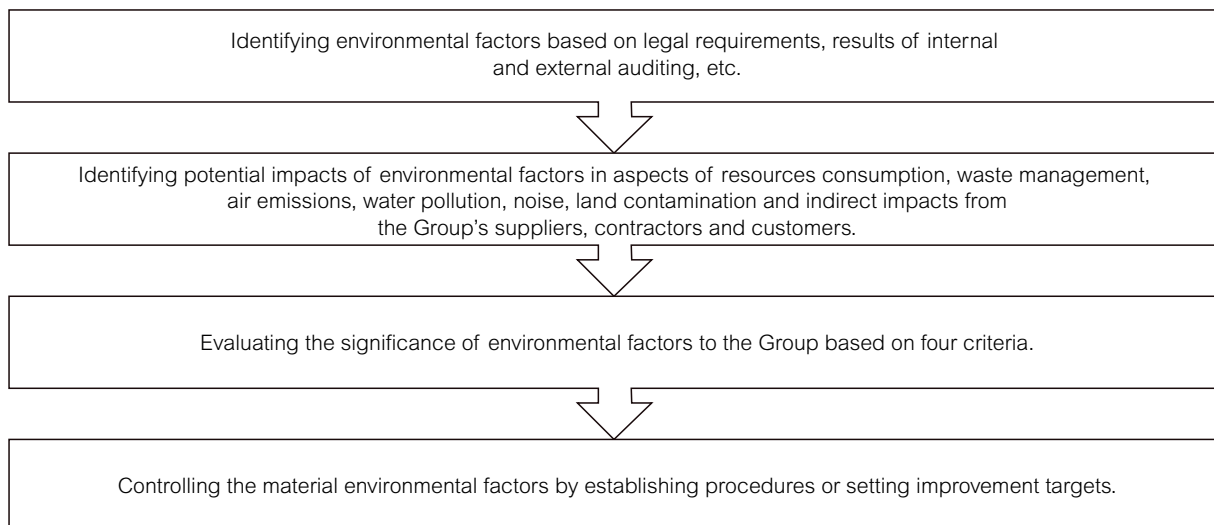 Identifying environmental factors based on legal requirements, results of internal
and external auditing, etc.
Identifying potential impacts of environmental factors in aspects of resources consumption, waste management,
air emissions, water pollution, noise, land contamination and indirect impacts from
the Group's suppliers, contractors and customers.
Evaluating the significance of environmental factors to the Group based on four criteria.
Controlling the material environmental factors by establishing procedures or setting improvement targets.